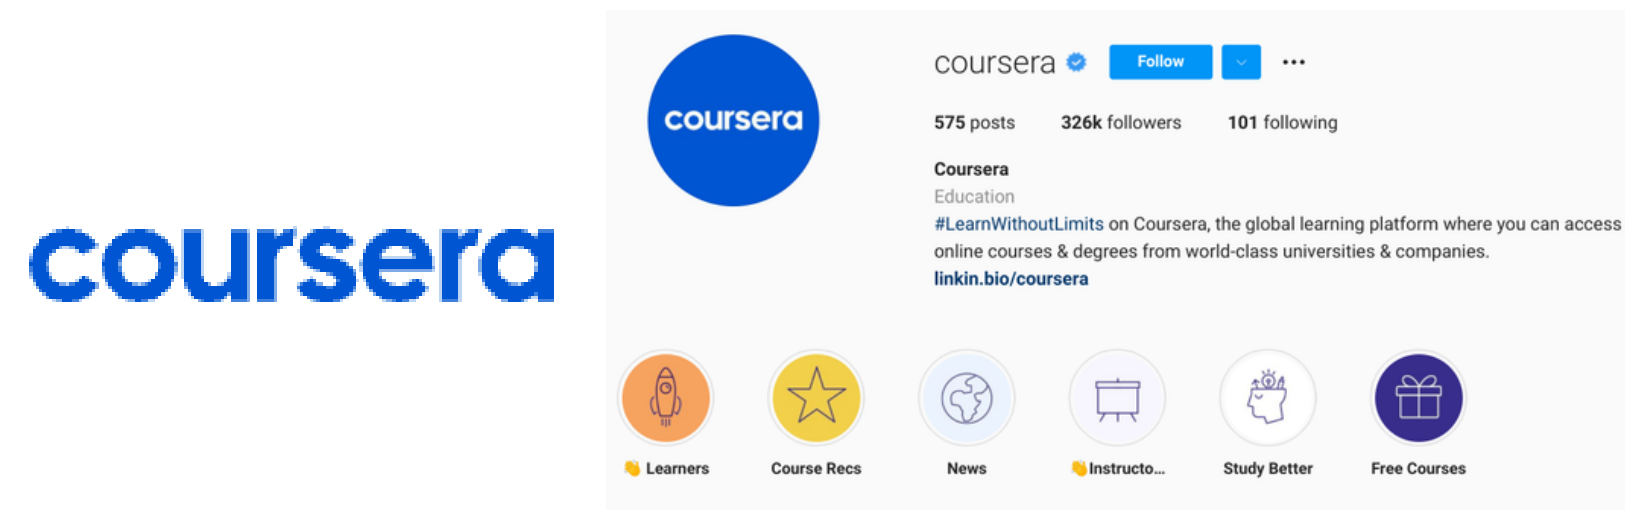 coursera
coursera
coursera Follow
575 posts 326k followers 101 following
Coursera
Education
#LearnWithoutLimits on Coursera, the global learning platform where you can access
online courses & degrees from world-class universities & companies.
linkin.bio/coursera
👋 Learners Course Recs News 👋Instructo... Study Better Free Courses